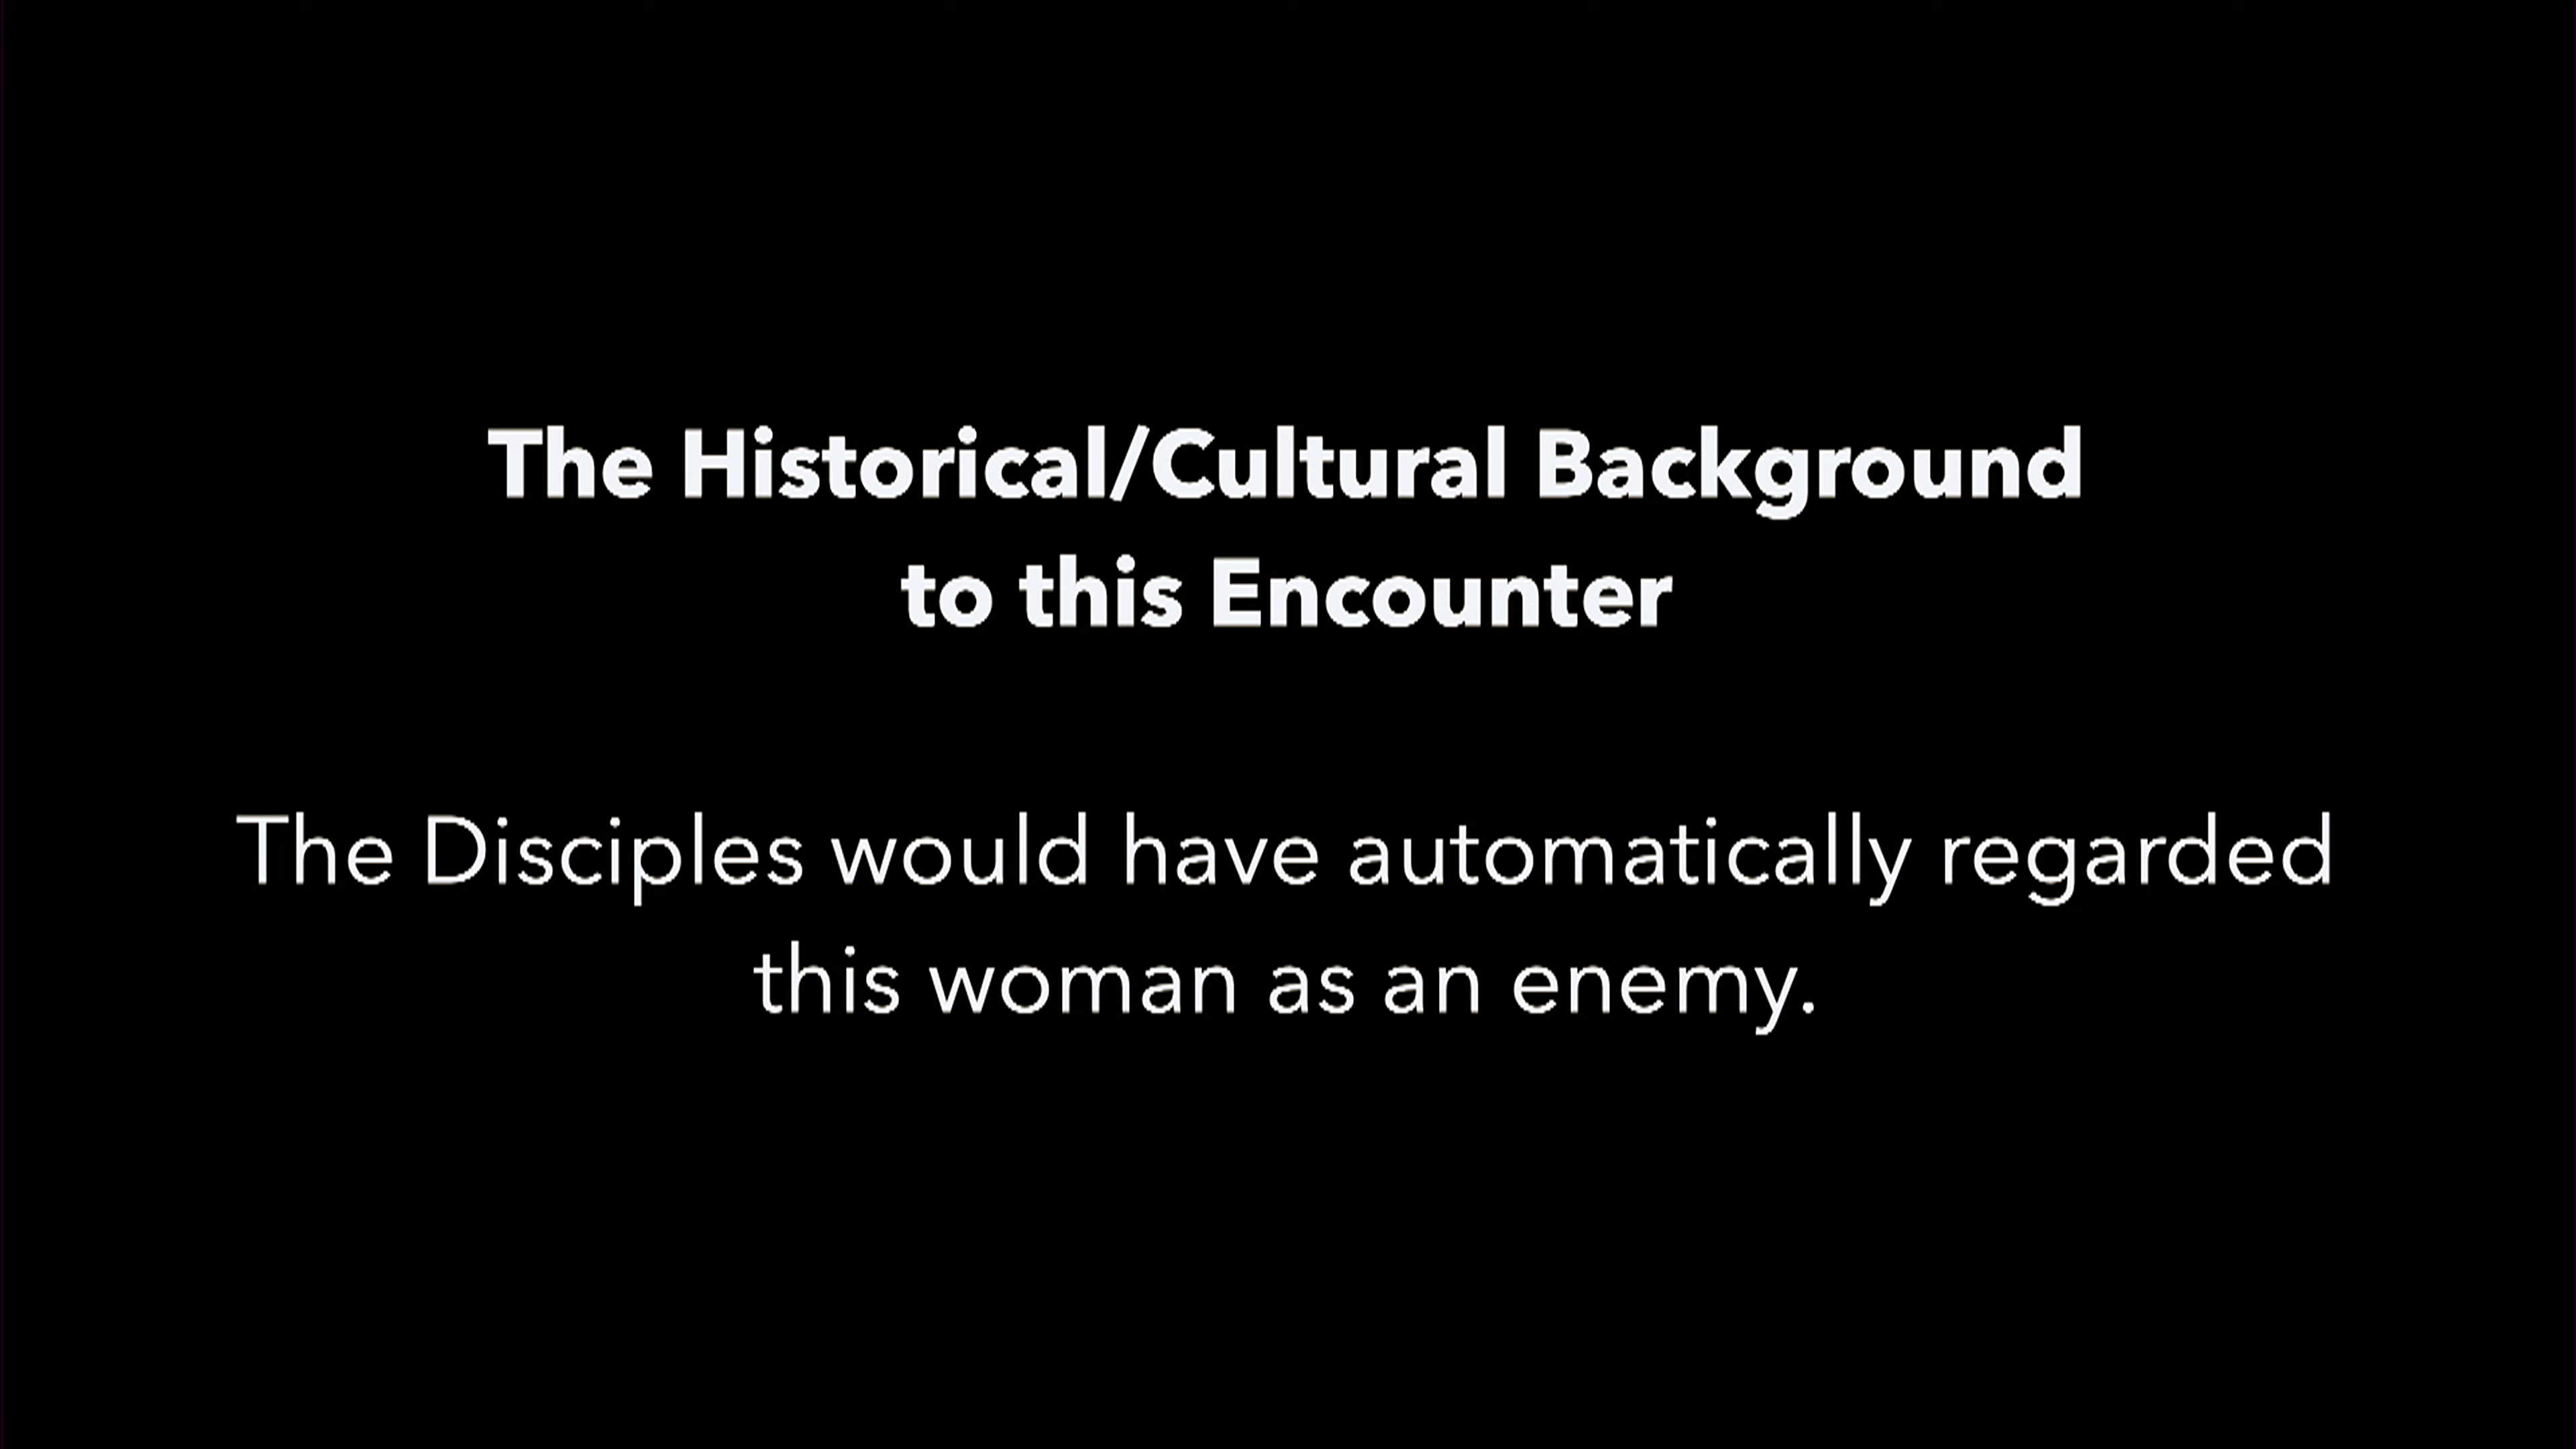 The Historical/Cultural Background
to this Encounter
The Disciples would have automatically regarded
this woman as an enemy.